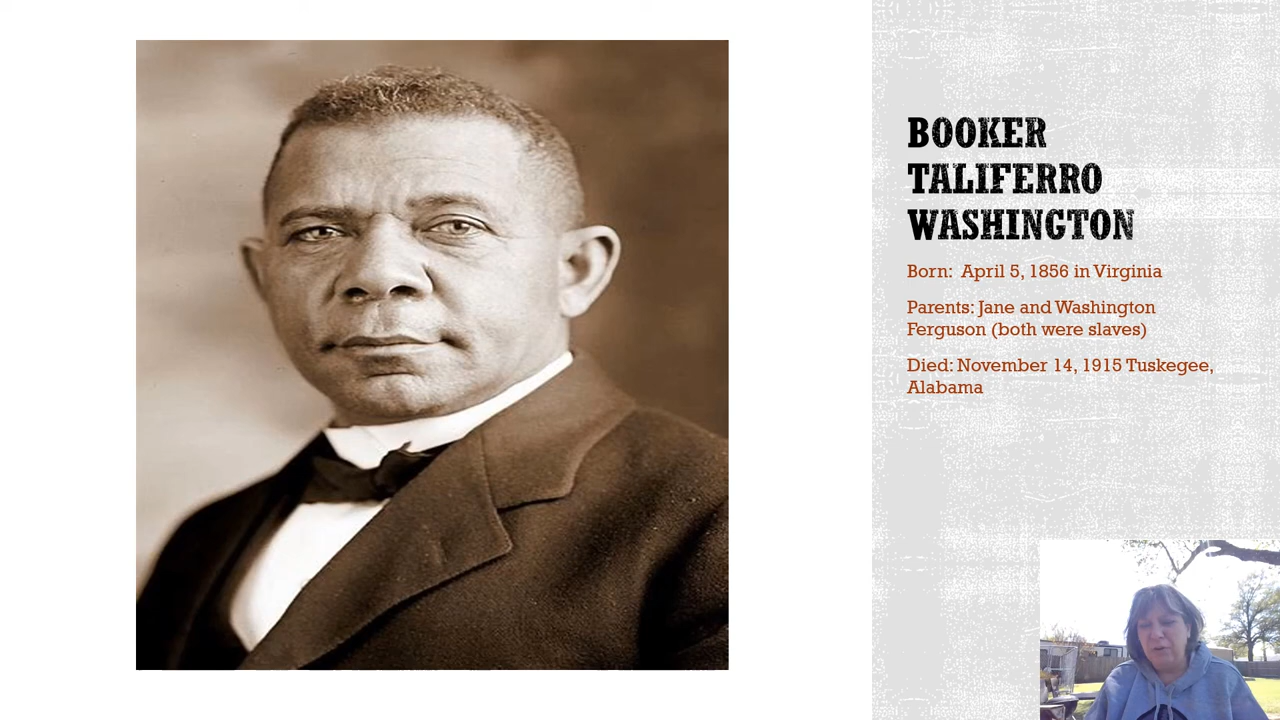 BOOKER
TALIFERRO
WASHINGTON
Born: April 5, 1856 in Virginia
Parents: Jane and Washington
Ferguson (both were slaves)
Died: November 14, 1915 Tuskegee,
Alabama